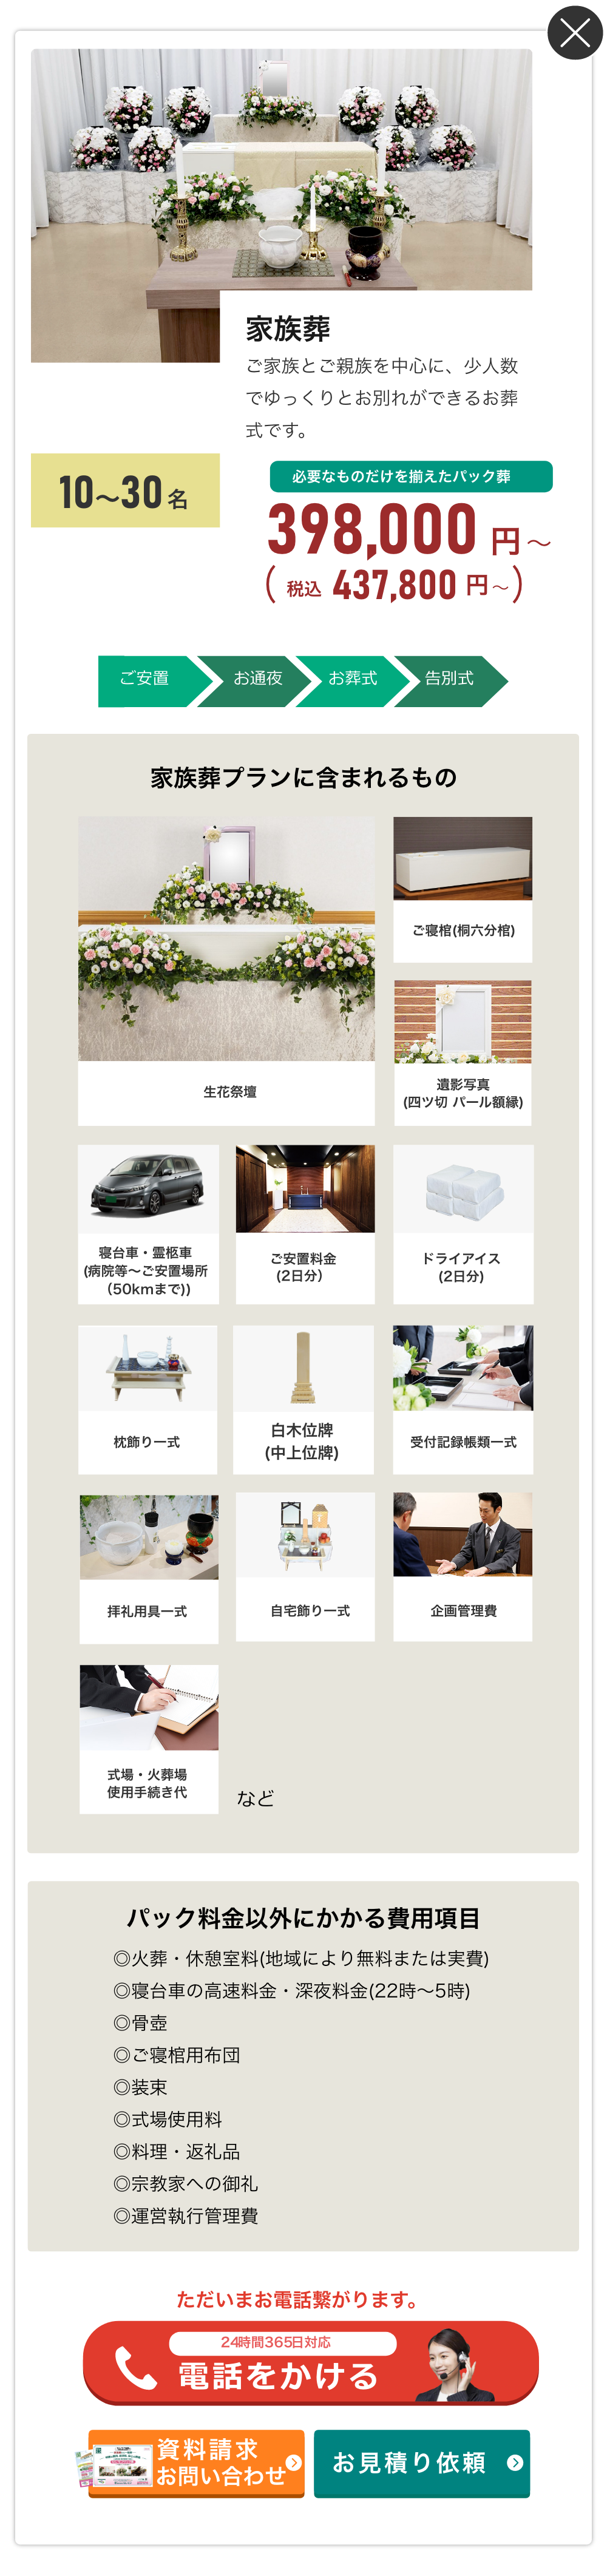 家族葬
ご家族とご親族を中心に、少人数
でゆっくりとお別れができるお葬
式です。
10〜30名
必要なものだけを揃えたパック葬
398,000 円〜
( 税込 437,800 円〜)
ご安置 お通夜 お葬式 告別式
家族葬プランに含まれるもの
ご寝棺(桐六分棺)
生花祭壇
遺影写真
(四ツ切 パール額縁)
寝台車・霊柩車
(病院等〜ご安置場所
(50kmまで))
ご安置料金
(2日分)
ドライアイス
(2日分)
枕飾り一式
白木位牌
(中上位牌)
受付記録帳類一式
拝礼用具一式
自宅飾り一式
企画管理費
式場・火葬場
使用手続き代
など
パック料金以外にかかる費用項目
◎火葬・休憩室料(地域により無料または実費)
◎寝台車の高速料金・深夜料金(22時〜5時)
◎骨壺
◎ご寝棺用布団
◎装束
◎式場使用料
◎料理・返礼品
◎宗教家への御礼
◎運営執行管理費
ただいまお電話繋がります。
24時間365日対応
電話をかける
資料請求
お問い合わせ
お見積り依頼